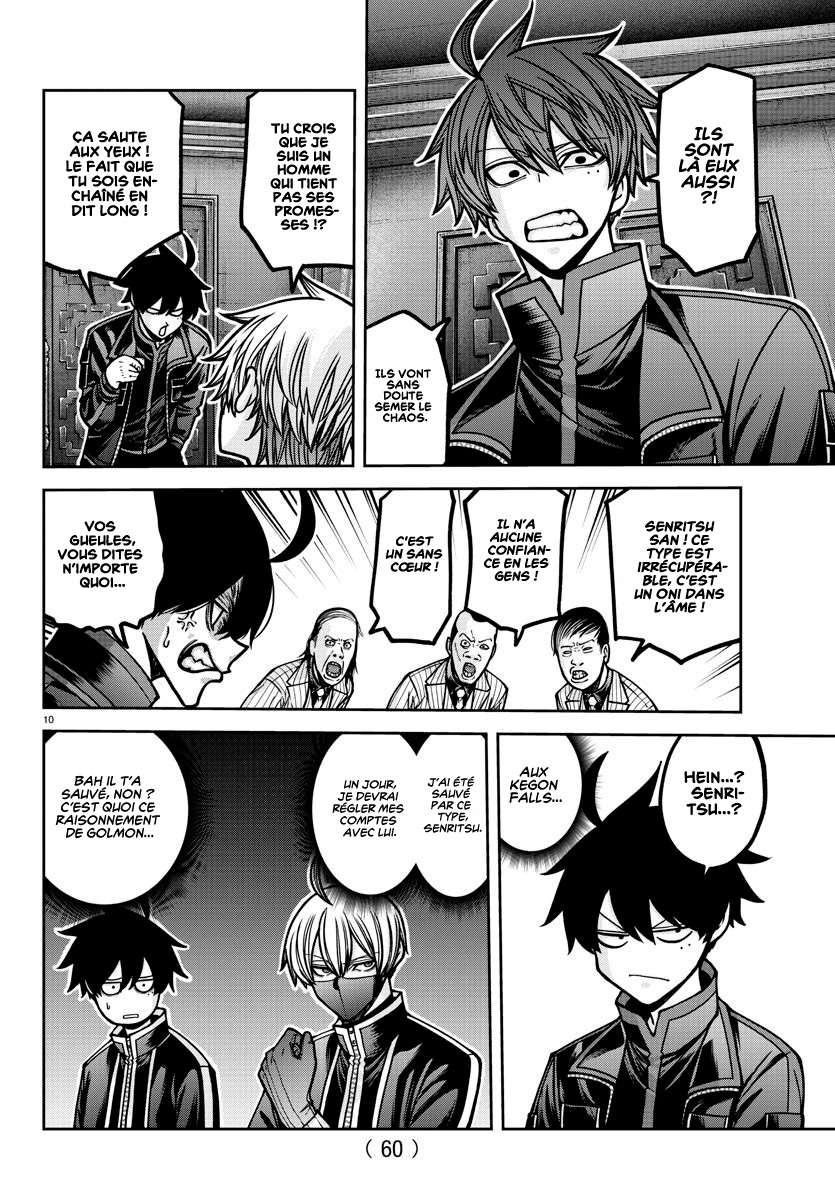 ILS
SONT
LÀ EUX
AUSSI
?!
ILS VONT
SANS
DOUTE
SEMER LE
CHAOS.
TU CROIS
QUE JE
SUIS UN
HOMME
QUI TIENT
PAS SES
PROMES-
SES !?
ÇA SAUTE
AUX YEUX !
LE FAIT QUE
TU SOIS EN-
CHAÎNÉ EN
DIT LONG !
SENRITSU
SAN ! CE
TYPE EST
IRRÉCUPÉRA-
BLE, C'EST
UN ONI DANS
L'ÂME !
IL N'A
AUCUNE
CONFIAN-
CE EN LES
GENS !
C'EST
UN SANS
CŒUR !
VOS
GUEULES,
VOUS DITES
N'IMPORTE
QUOI...
10
HEIN...?
SENRI-
TSU...?
AUX
KEGON
FALLS...
J'AI ÉTÉ
SAUVÉ
PAR CE
TYPE,
SENRITSU.
UN JOUR,
JE DEVRAI
RÉGLER MES
COMPTES
AVEC LUI.
BAH IL T'A
SAUVÉ, NON ?
C'EST QUOI CE
RAISONNEMENT
DE GOLMON...
( 60 )